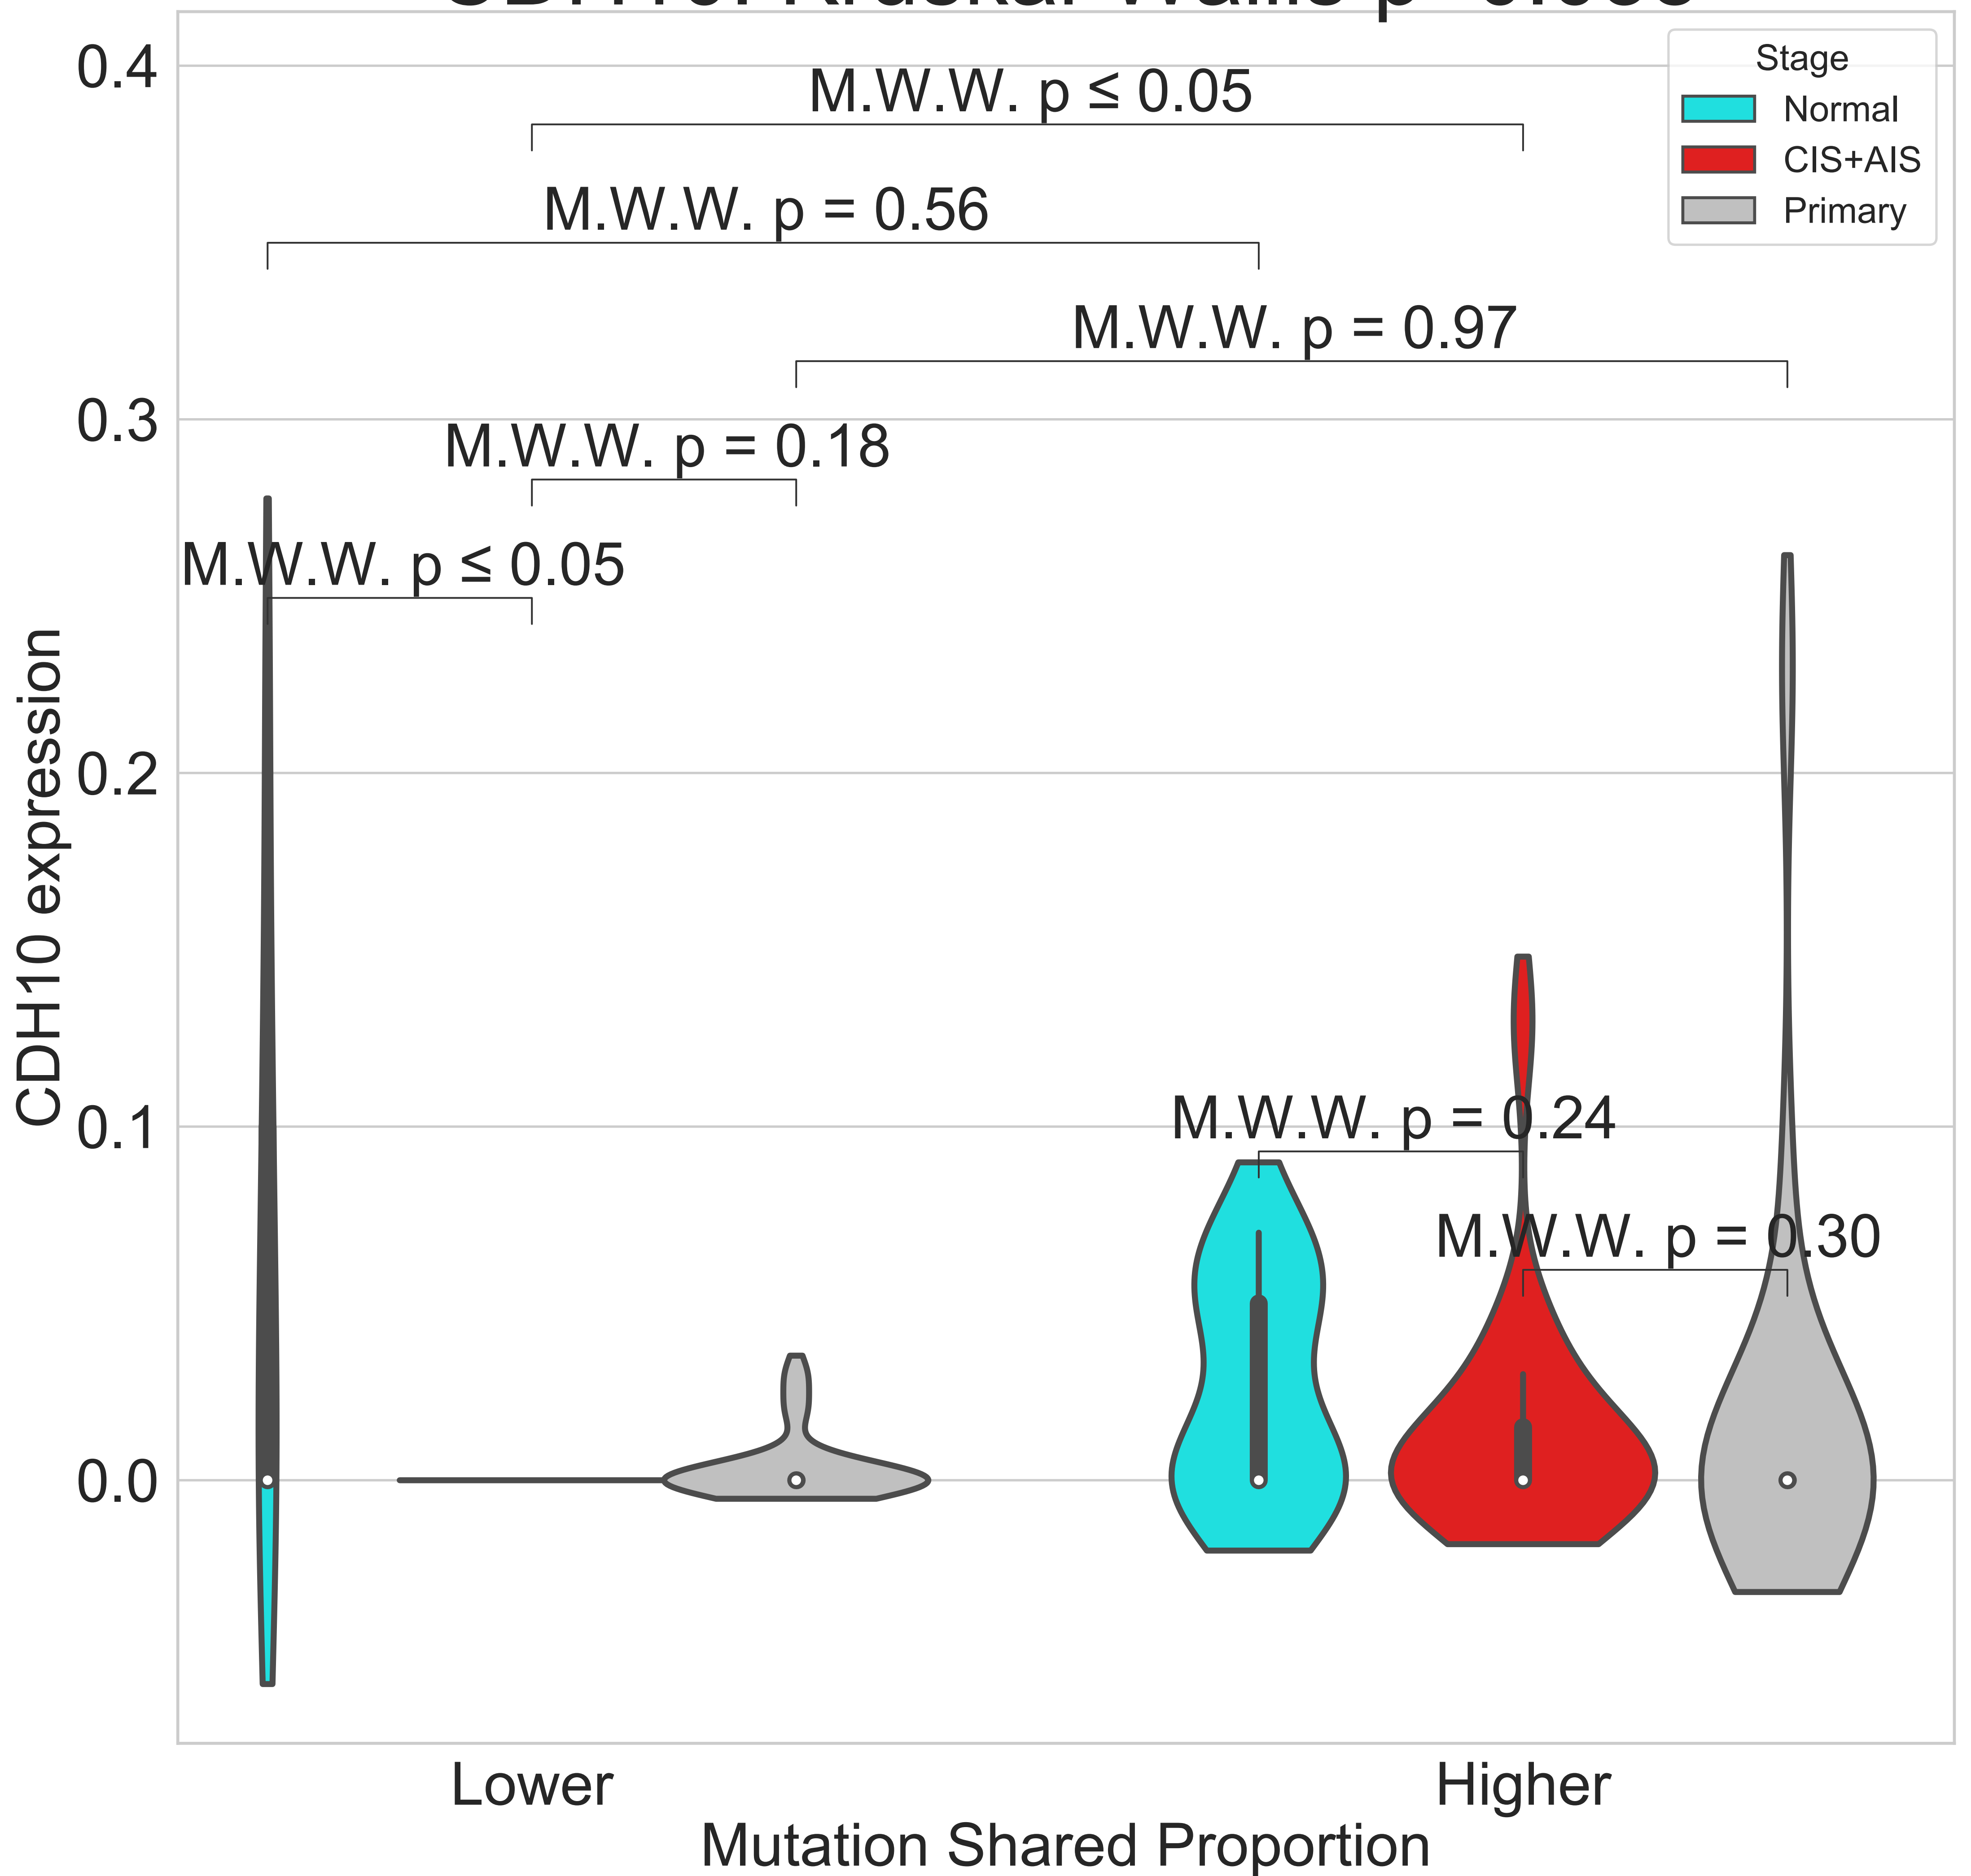 0.4
0.3
0.2
0.1
0.0
CDH10 expression
M.W.W. p ≤ 0.05
M.W.W. p = 0.56
M.W.W. p = 0.97
M.W.W. p = 0.18
M.W.W. p ≤ 0.05
M.W.W. p = 0.24
M.W.W. p = 0.30
Stage
Normal
CIS+AIS
Primary
Lower
Higher
Mutation Shared Proportion